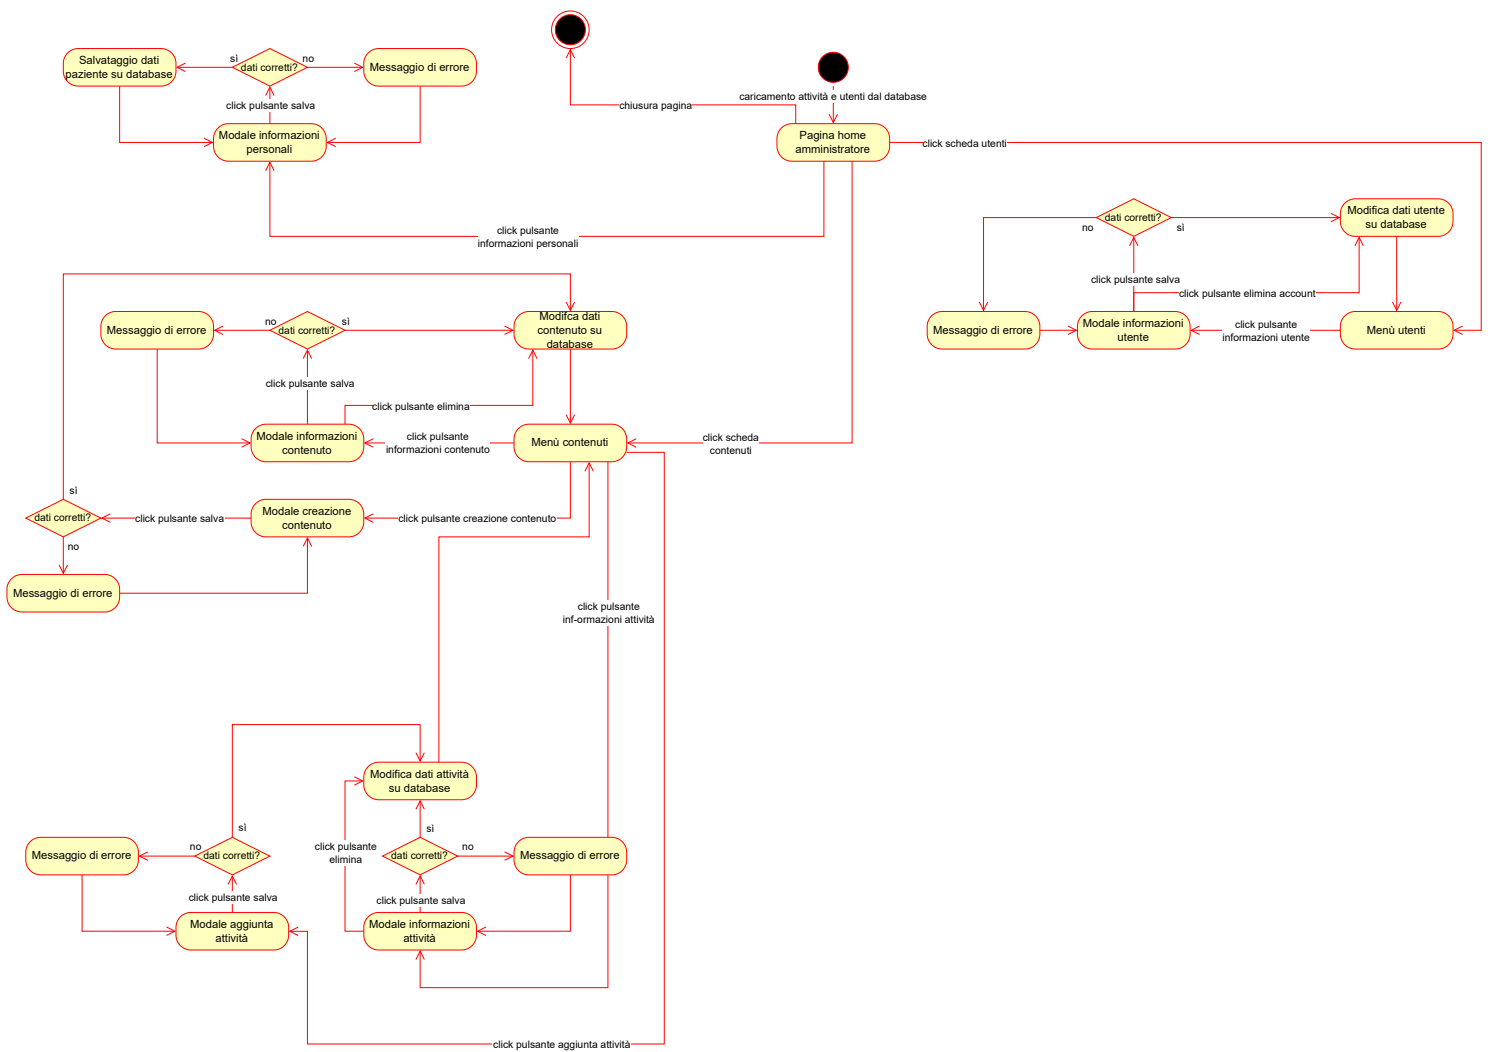 Salvataggio dati
paziente su database
sì
dati corretti?
no
Messaggio di errore
click pulsante salva
Modale informazioni
personali
chiusura pagina
caricamento attività e utenti dal database
Pagina home
amministratore
click scheda utenti
click pulsante
informazioni personali
dati corretti?
no
sì
Modifica dati utente
su database
click pulsante salva
click pulsante elimina account
Messaggio di errore
Modale informazioni
utente
click pulsante
informazioni utente
Menù utenti
Messaggio di errore
no
dati corretti?
sì
Modifca dati
contenuto su
database
click pulsante salva
click pulsante elimina
Modale informazioni
contenuto
click pulsante
informazioni contenuto
Menù contenuti
click scheda
contenuti
sì
dati corretti?
no
click pulsante salva
Modale creazione
contenuto
click pulsante creazione contenuto
Messaggio di errore
click pulsante
inf-ormazioni attività
Modifica dati attività
su database
sì
no
dati corretti?
Messaggio di errore
click pulsante
elimina
sì
dati corretti?
no
Messaggio di errore
click pulsante salva
click pulsante salva
Modale aggiunta
attività
Modale informazioni
attività
click pulsante aggiunta attività